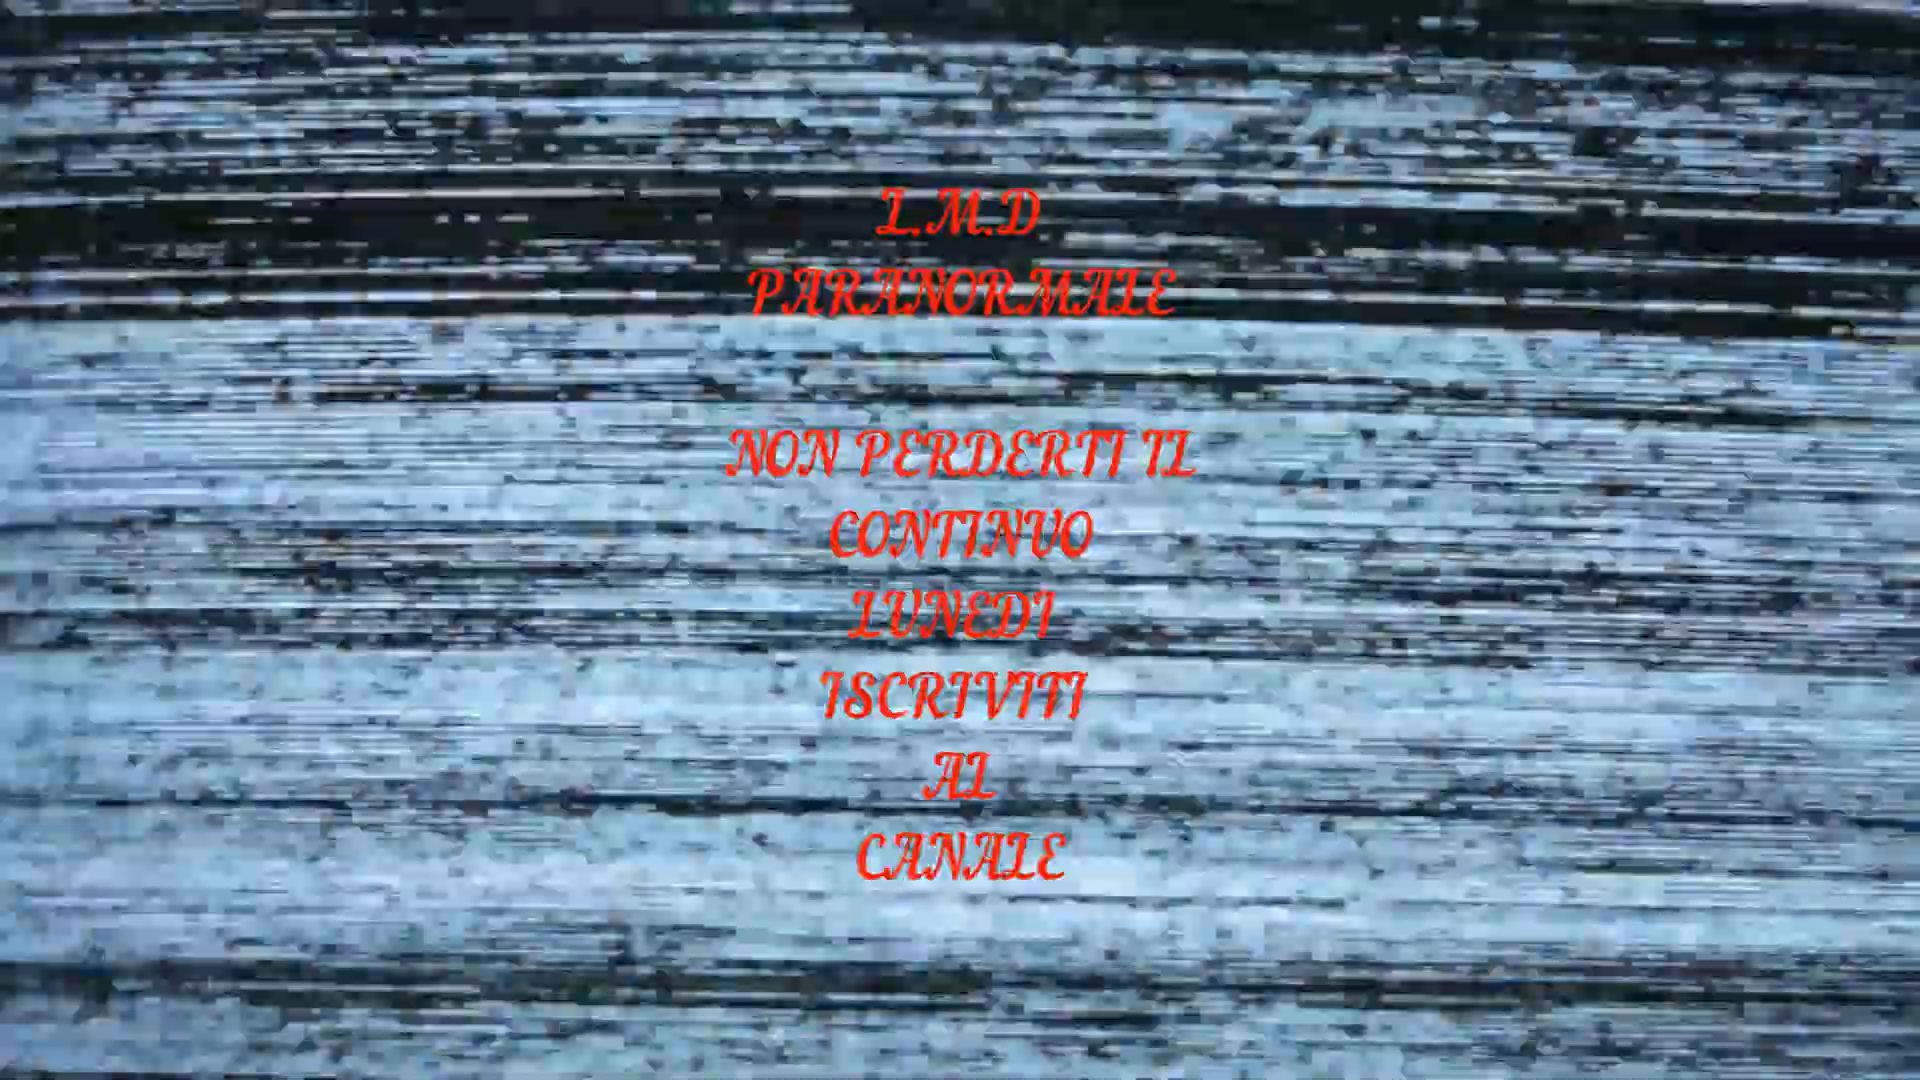 L.M.D
PARANORMALE
NON PERDERTI IL
CONTINUO
LUNEDI
ISCRIVITI
AL
CANALE